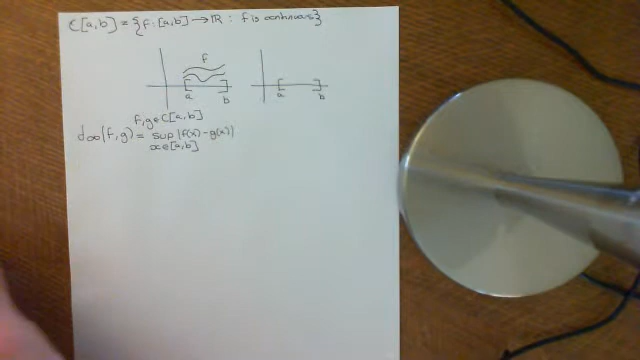 C[a,b] = {f:[a,b] → ℝ : f is continuous}
f
a b a b
f,g∈C[a,b]
d∞(f,g) = sup |f(x) - g(x)|
x∈[a,b]